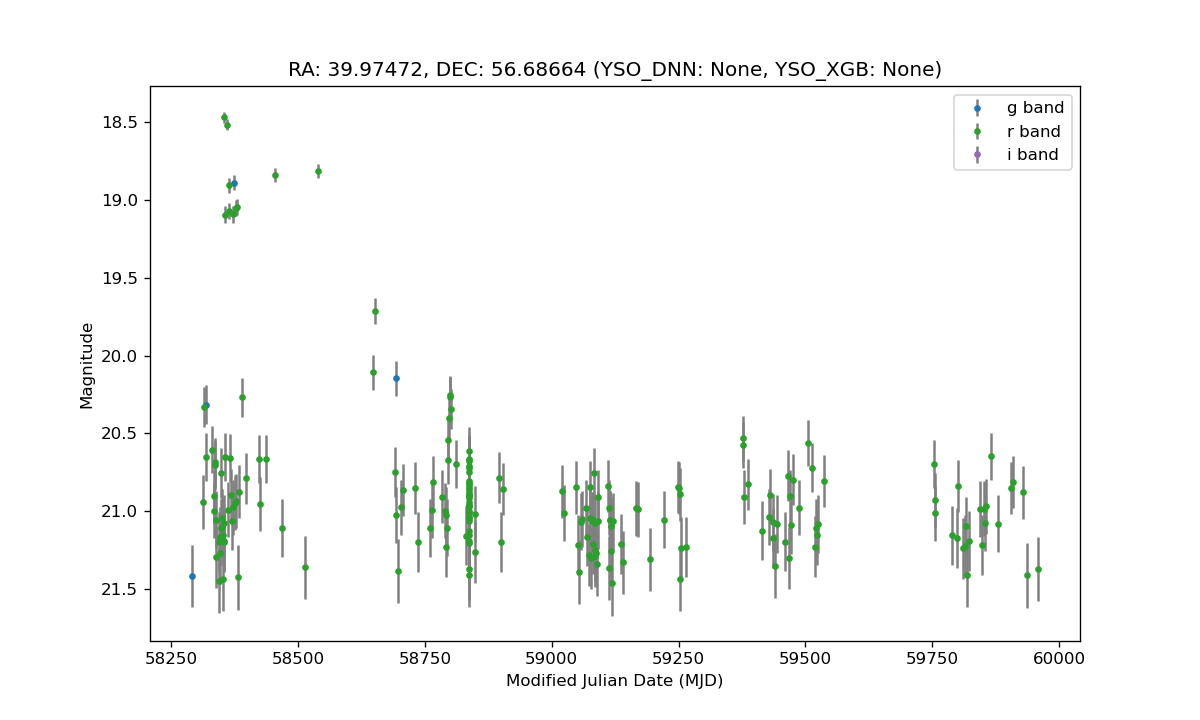 RA: 39.97472, DEC: 56.68664 (YSO_DNN: None, YSO_XGB: None)
g band
r band
i band
18.5
19.0
19.5
20.0
20.5
21.0
21.5
Magnitude
58250 58500 58750 59000 59250 59500 59750 60000
Modified Julian Date (MJD)